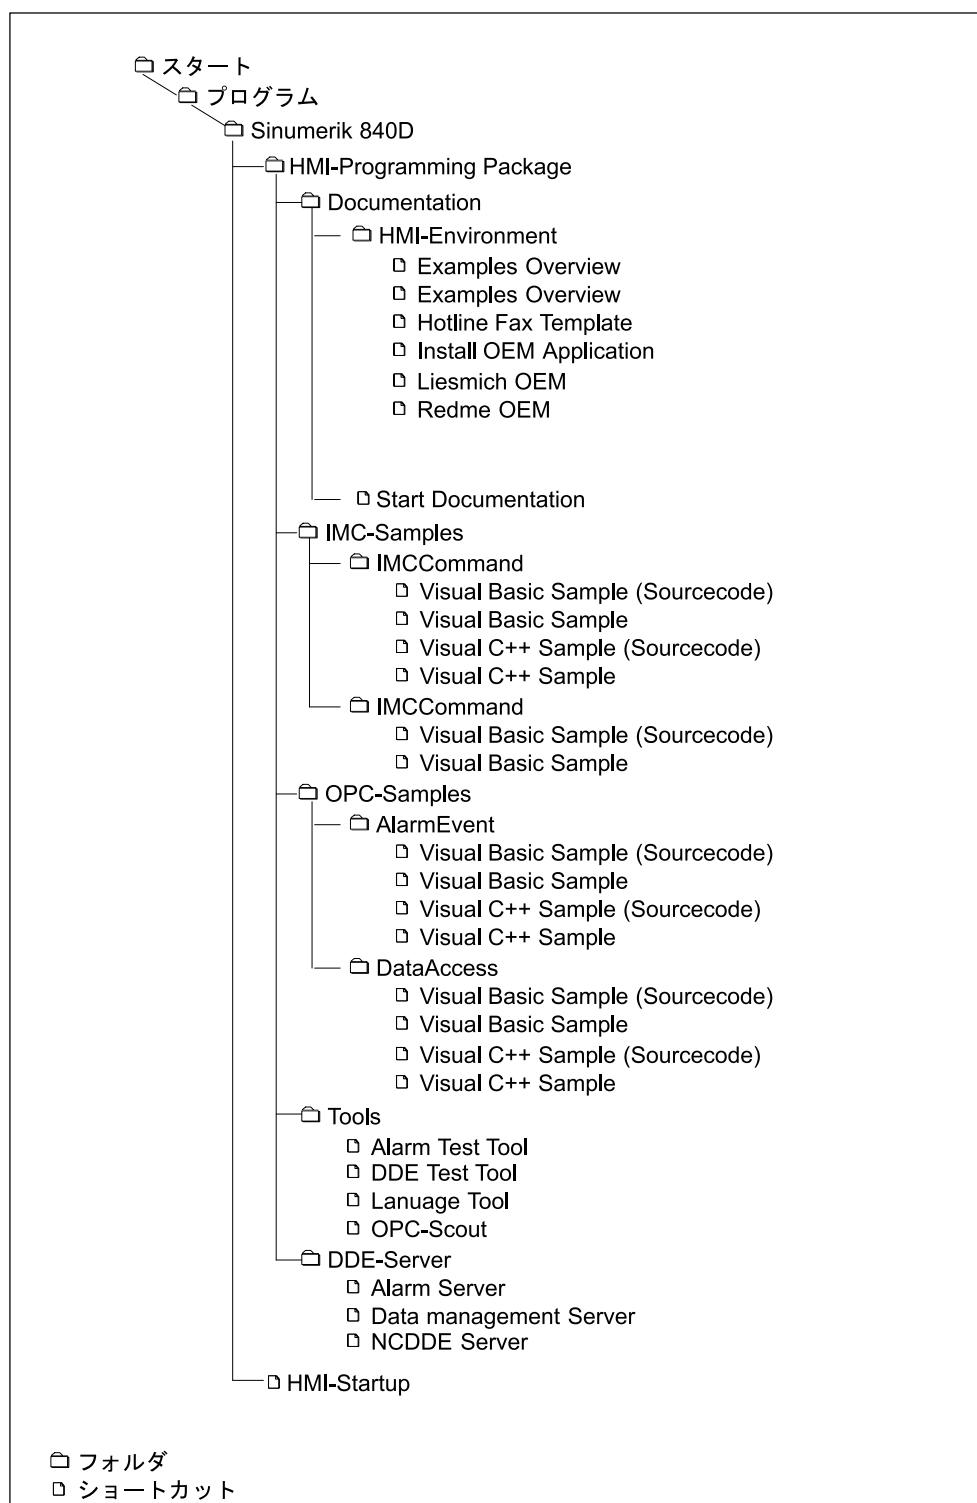 スタート
プログラム
Sinumerik 840D
HMI-Programming Package
Documentation
HMI-Environment
Examples Overview
Examples Overview
Hotline Fax Template
Install OEM Application
Liesmich OEM
Redme OEM
Start Documentation
IMC-Samples
IMCCommand
Visual Basic Sample (Sourcecode)
Visual Basic Sample
Visual C++ Sample (Sourcecode)
Visual C++ Sample
IMCCommand
Visual Basic Sample (Sourcecode)
Visual Basic Sample
OPC-Samples
AlarmEvent
Visual Basic Sample (Sourcecode)
Visual Basic Sample
Visual C++ Sample (Sourcecode)
Visual C++ Sample
DataAccess
Visual Basic Sample (Sourcecode)
Visual Basic Sample
Visual C++ Sample (Sourcecode)
Visual C++ Sample
Tools
Alarm Test Tool
DDE Test Tool
Lanuage Tool
OPC-Scout
DDE-Server
Alarm Server
Data management Server
NCDDE Server
HMI-Startup
フォルダ
ショートカット